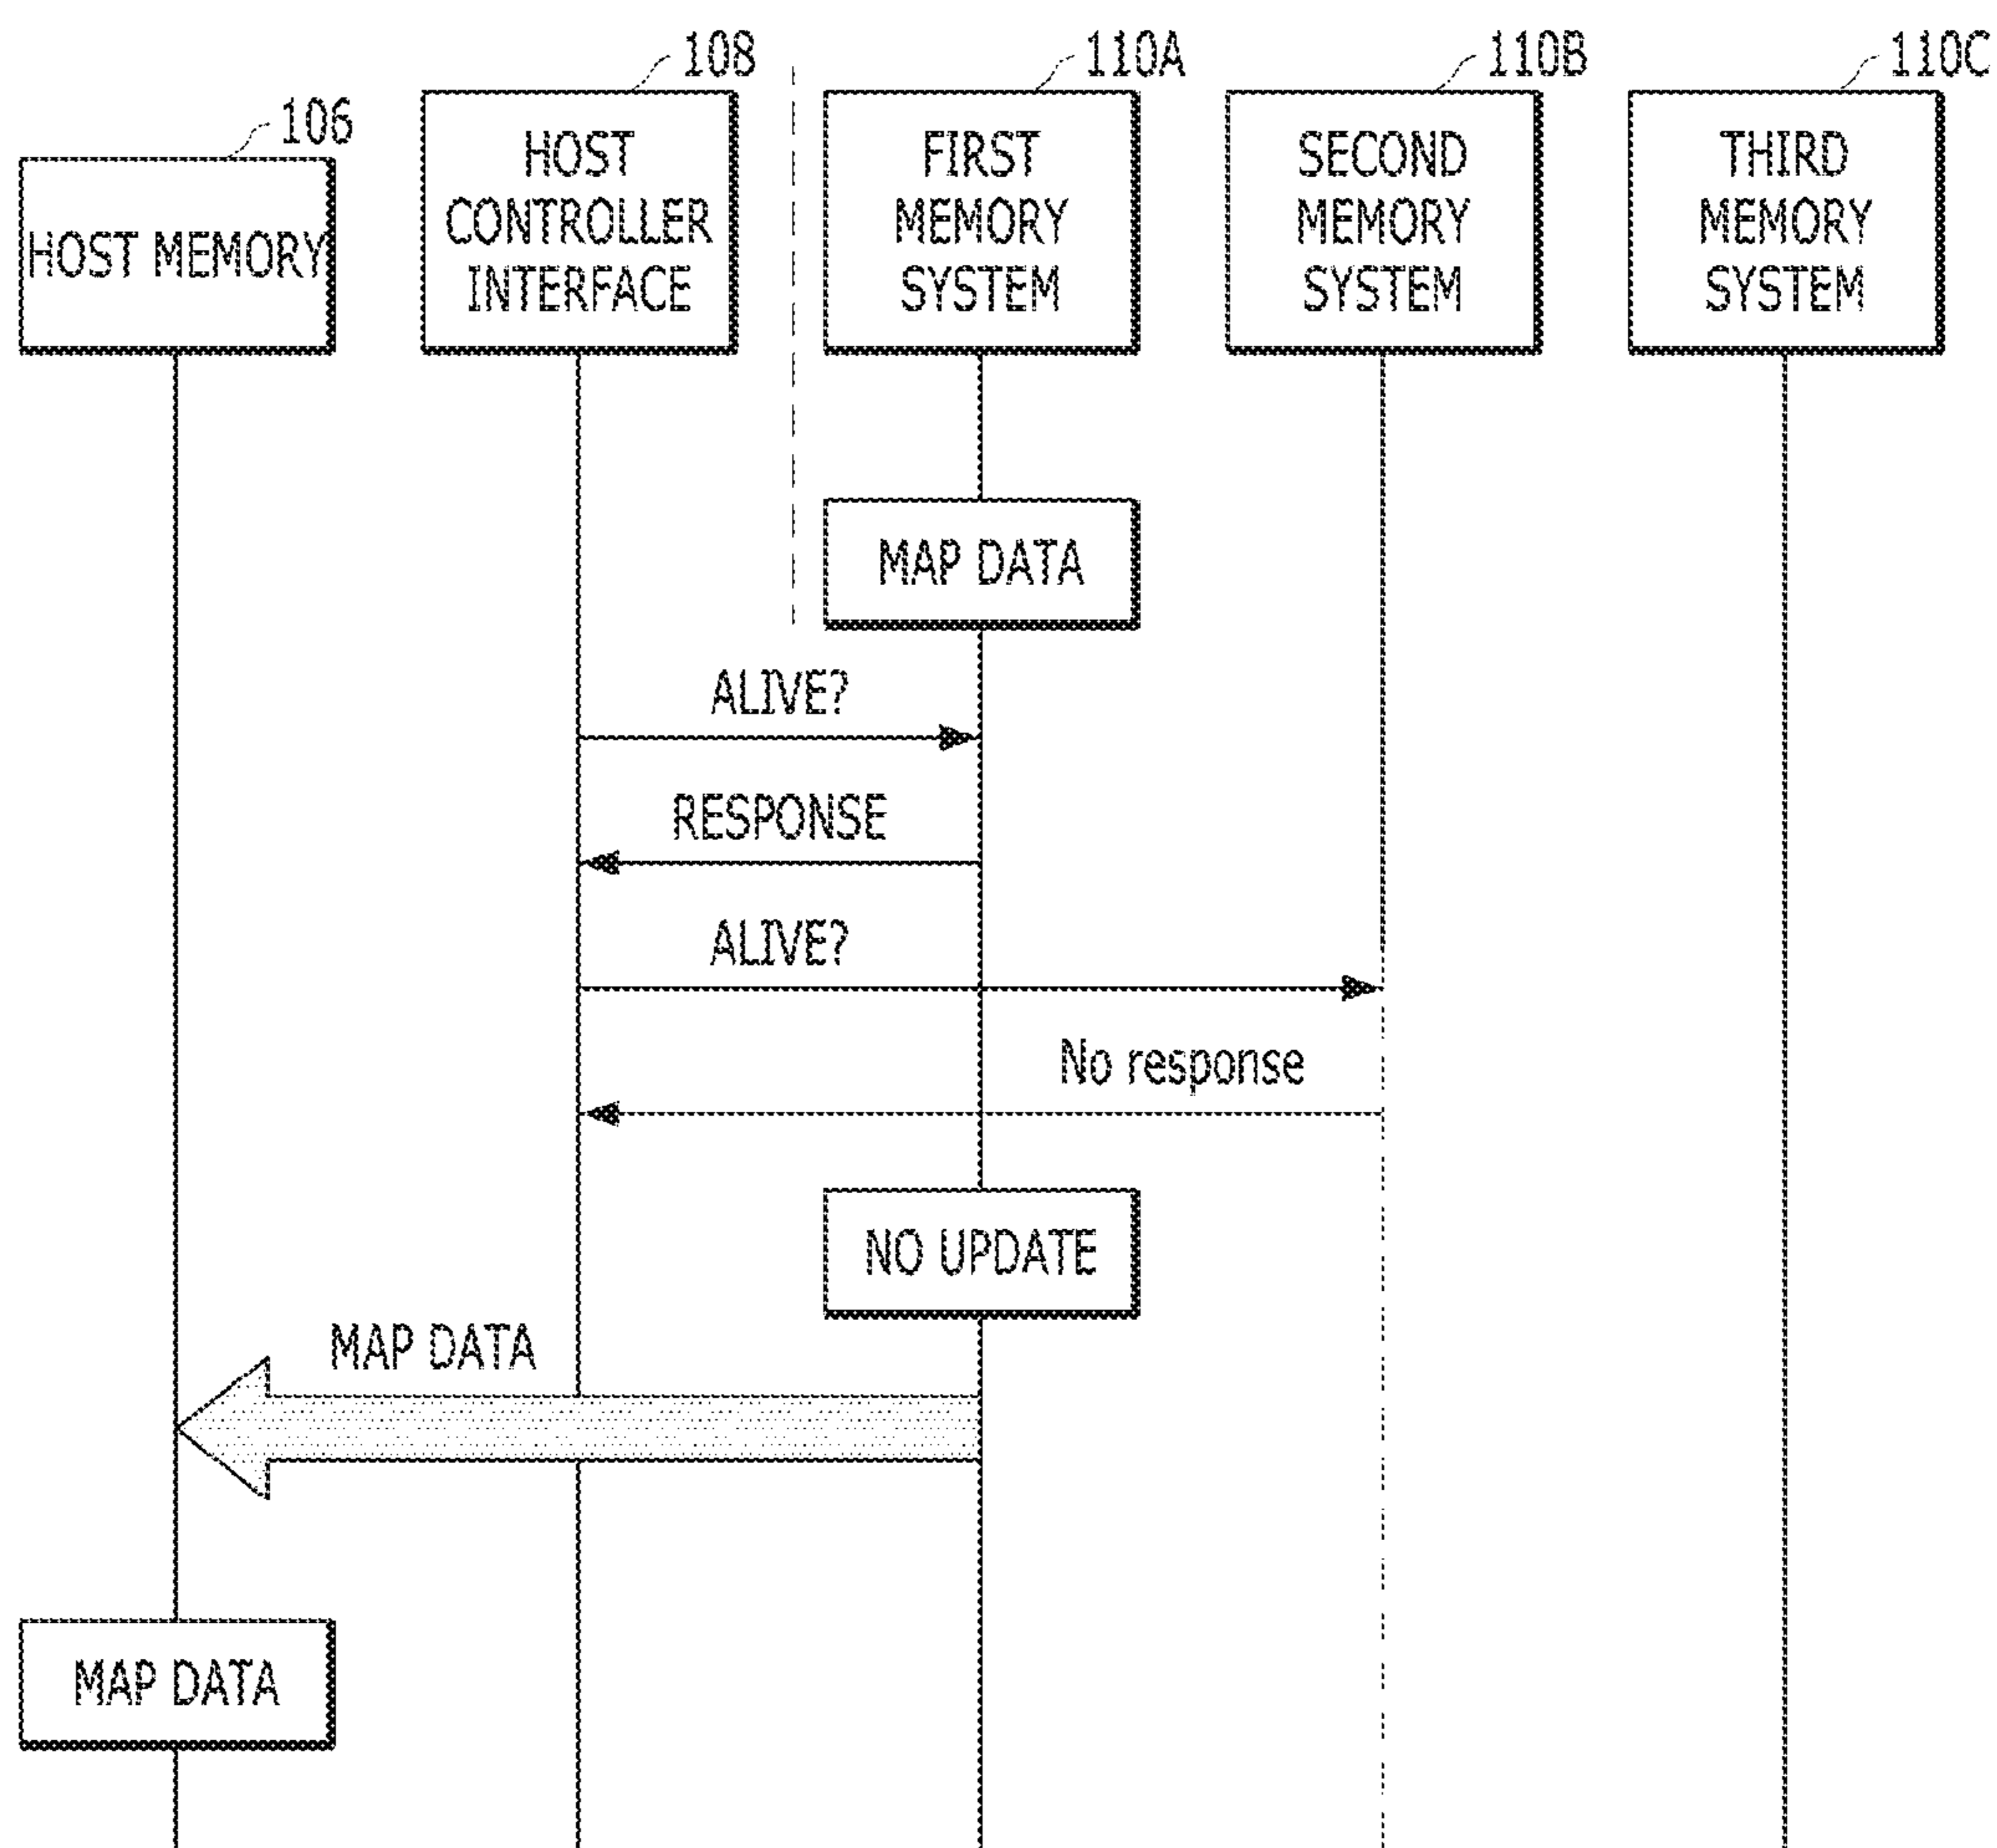 106
108
110A
110B
110C
HOST MEMORY
HOST
CONTROLLER
INTERFACE
FIRST
MEMORY
SYSTEM
SECOND
MEMORY
SYSTEM
THIRD
MEMORY
SYSTEM
MAP DATA
ALIVE?
RESPONSE
ALIVE?
No response
NO UPDATE
MAP DATA
MAP DATA